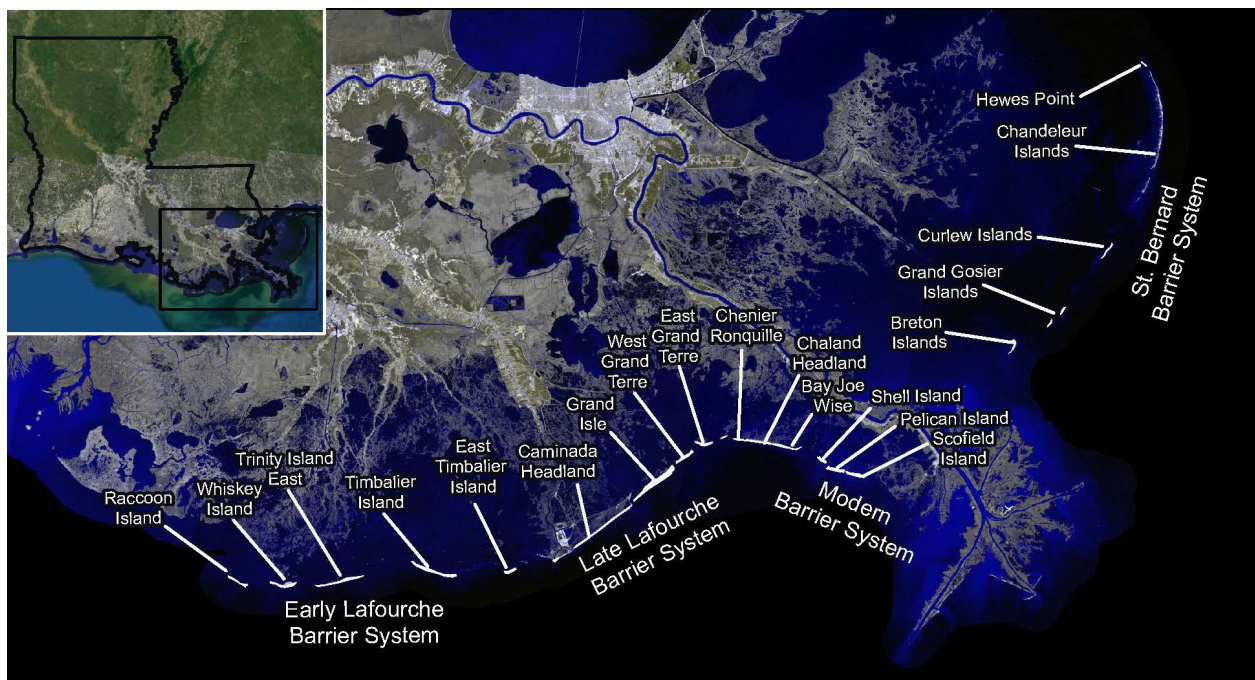 Hewes Point
Chandeleur
Islands
Curlew Islands
Grand Gosier
Islands
Breton
Islands
St. Bernard
Barrier System
East
Grand
Terre
Chenier
Ronquille
West
Grand
Terre
Chaland
Headland
Bay Joe
Wise
Shell Island
Pelican Island
Scofield
Island
Grand
Isle
Caminada
Headland
East
Timbalier
Island
Timbalier
Island
Trinity Island
East
Whiskey
Island
Raccoon
Island
Early Lafourche
Barrier System
Late Lafourche
Barrier System
Modern
Barrier System